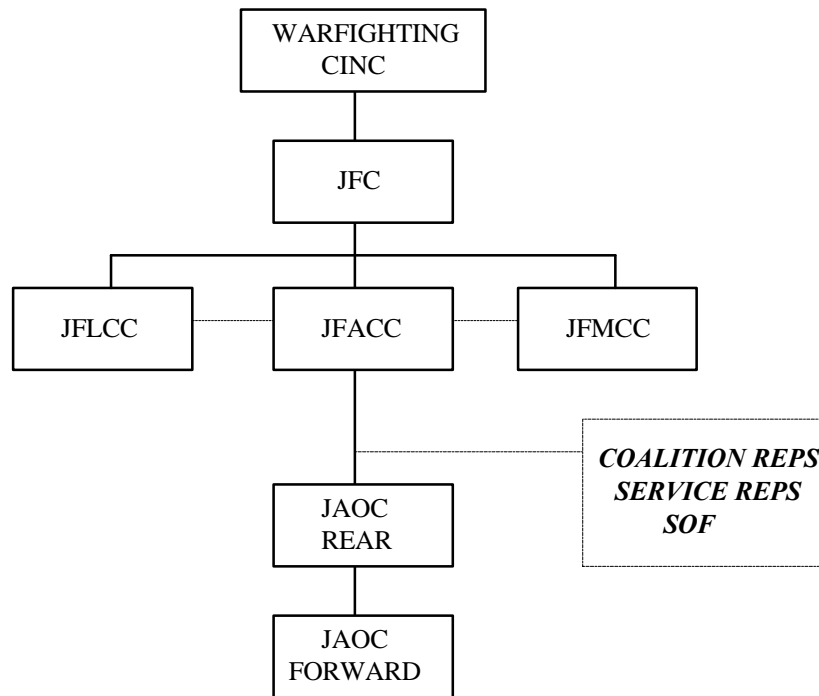 WARFIGHTING
CINC
JFC
JFLCC
JFACC
JFMCC
COALITION REPS
SERVICE REPS
SOF
JAOC
REAR
JAOC
FORWARD